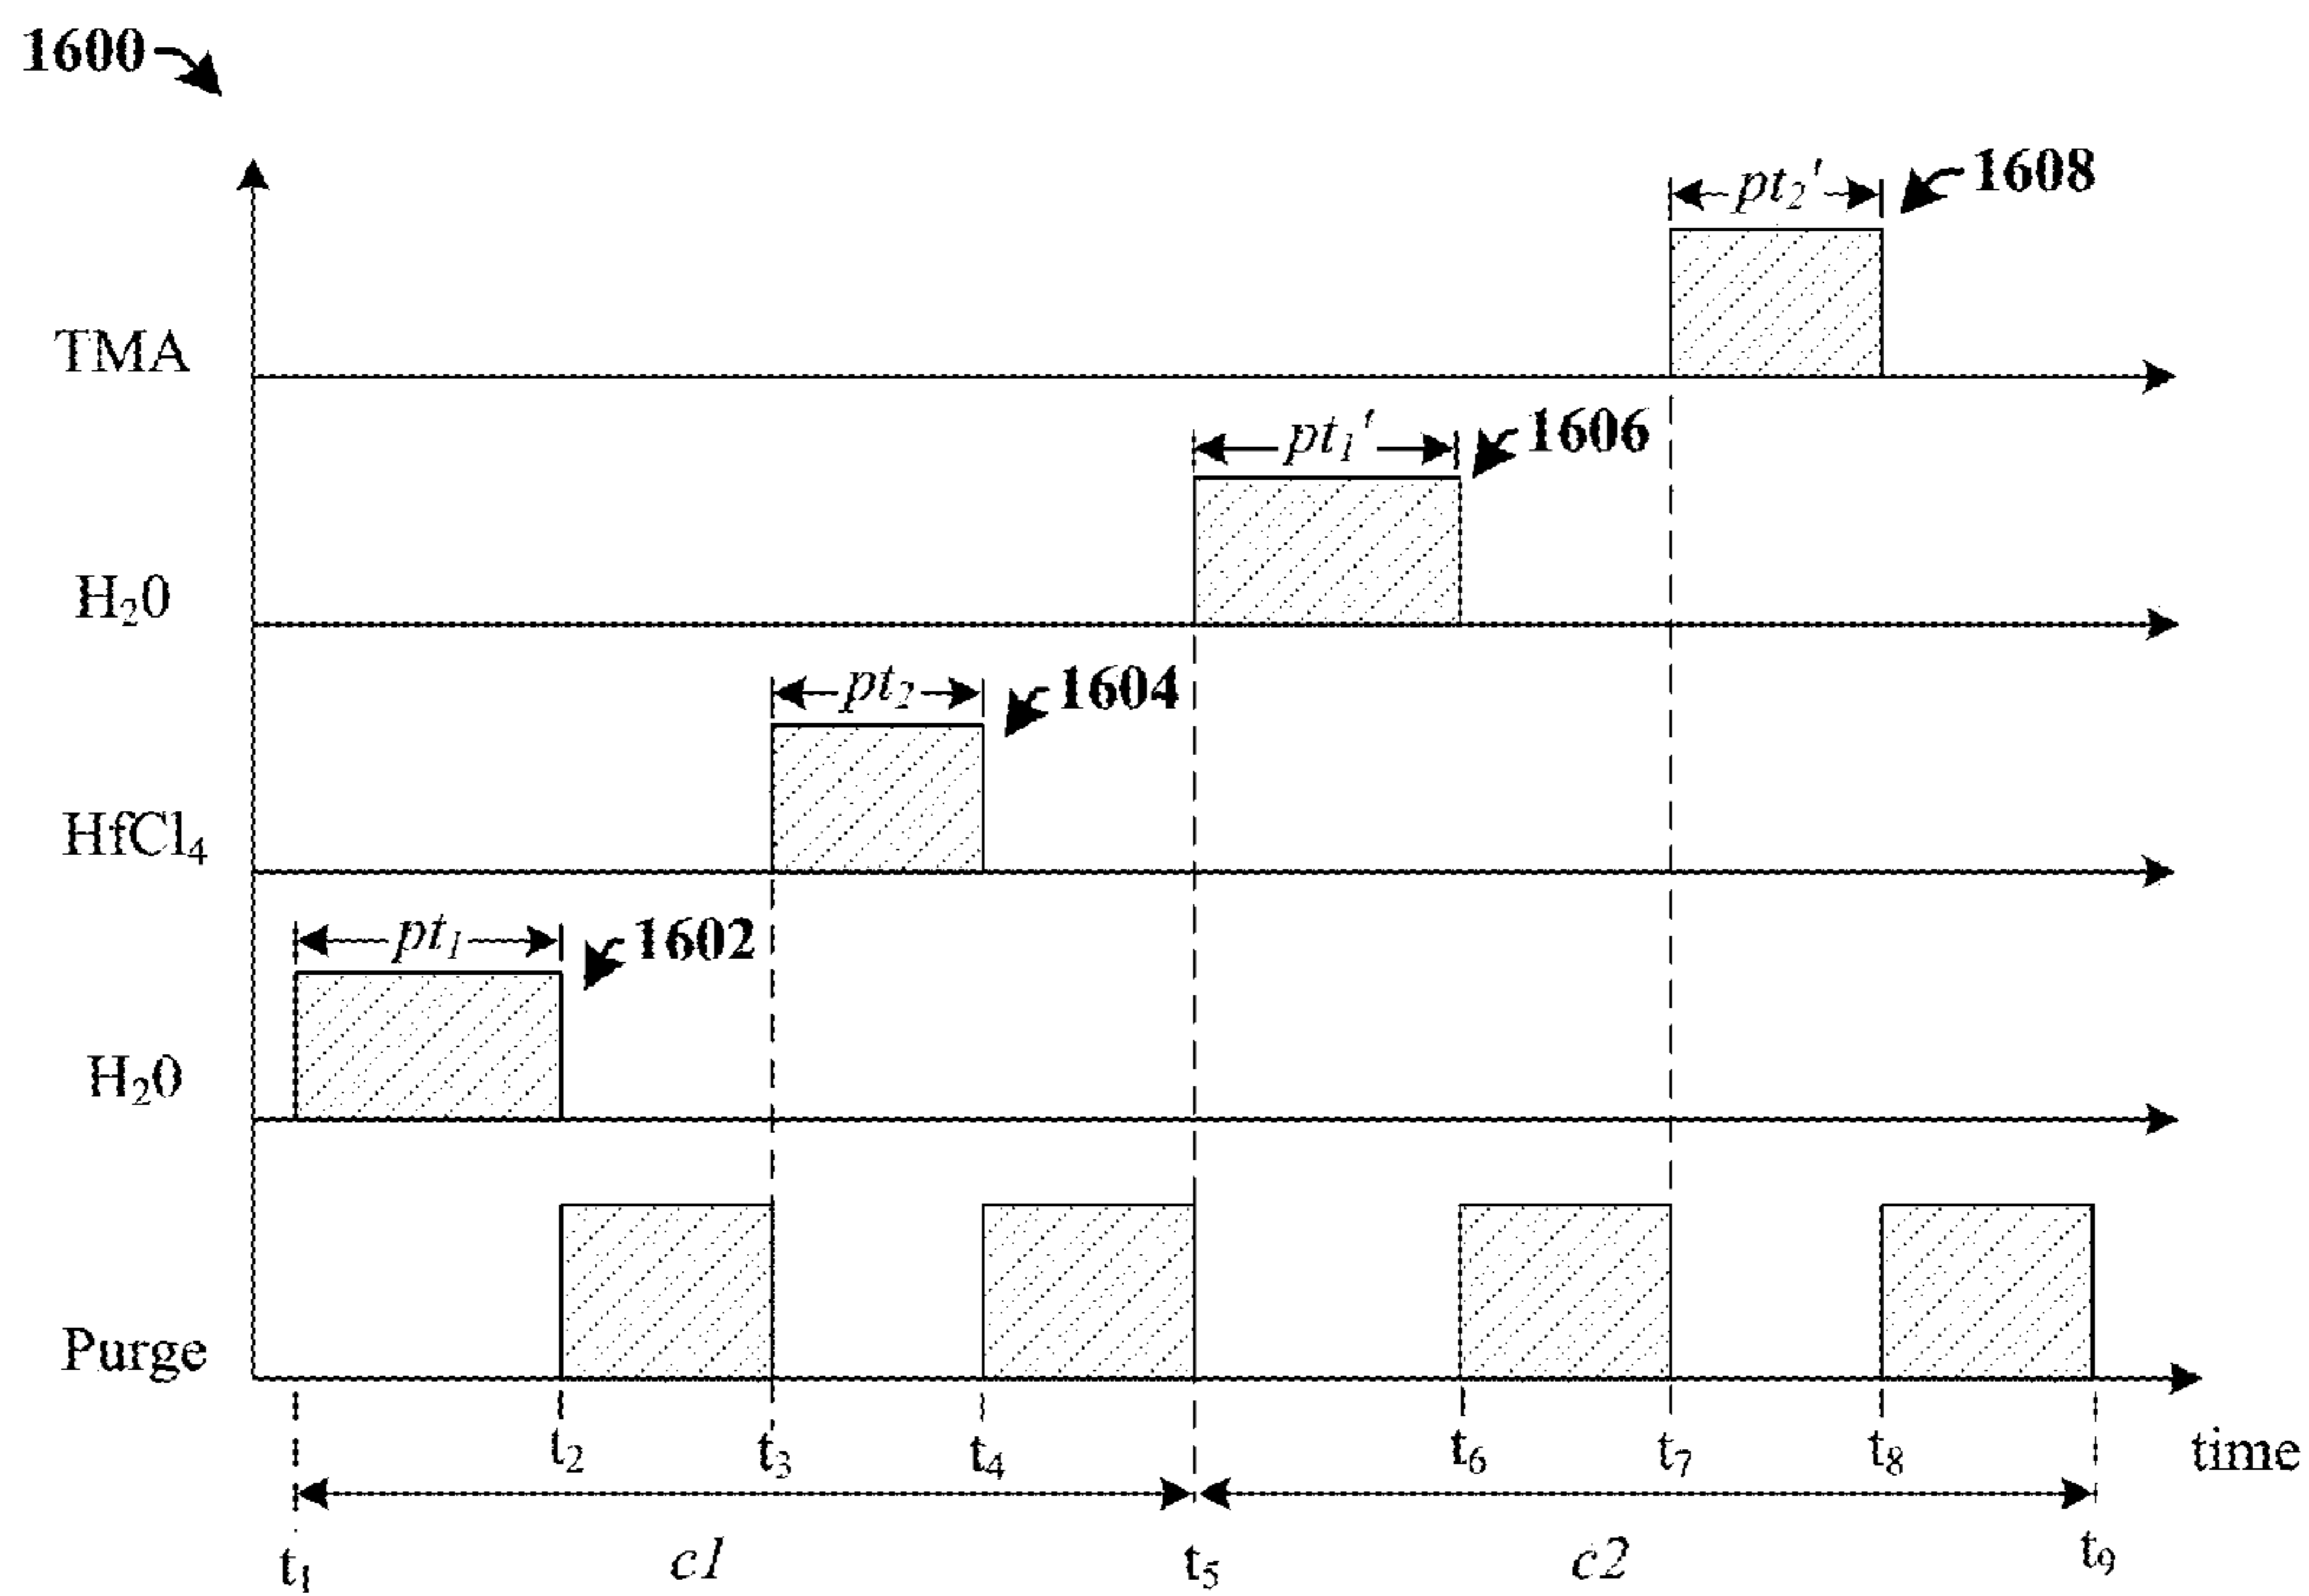 1600
pt₂' 1608
TMA
pt₁' 1606
H₂0
pt₂ 1604
HfCl₄
pt₁ 1602
H₂0
Purge
t₂ t₃ t₄ t₆ t₇ t₈ time
t₁ c1 t₅ c2 t₉